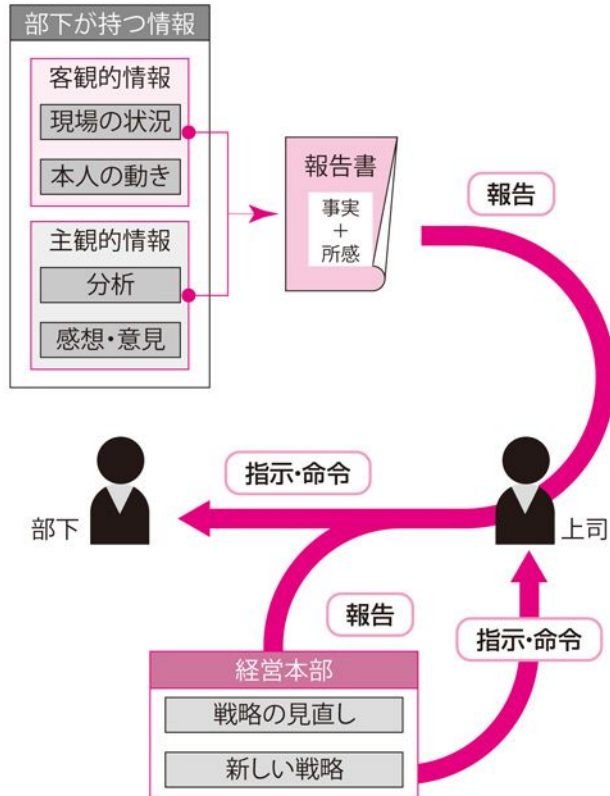 部下が持つ情報
客観的情報
現場の状況
本人の動き
主観的情報
分析
感想・意見
報告書
事実
+
所感
報告
指示・命令
部下
上司
報告
指示・命令
経営本部
戦略の見直し
新しい戦略